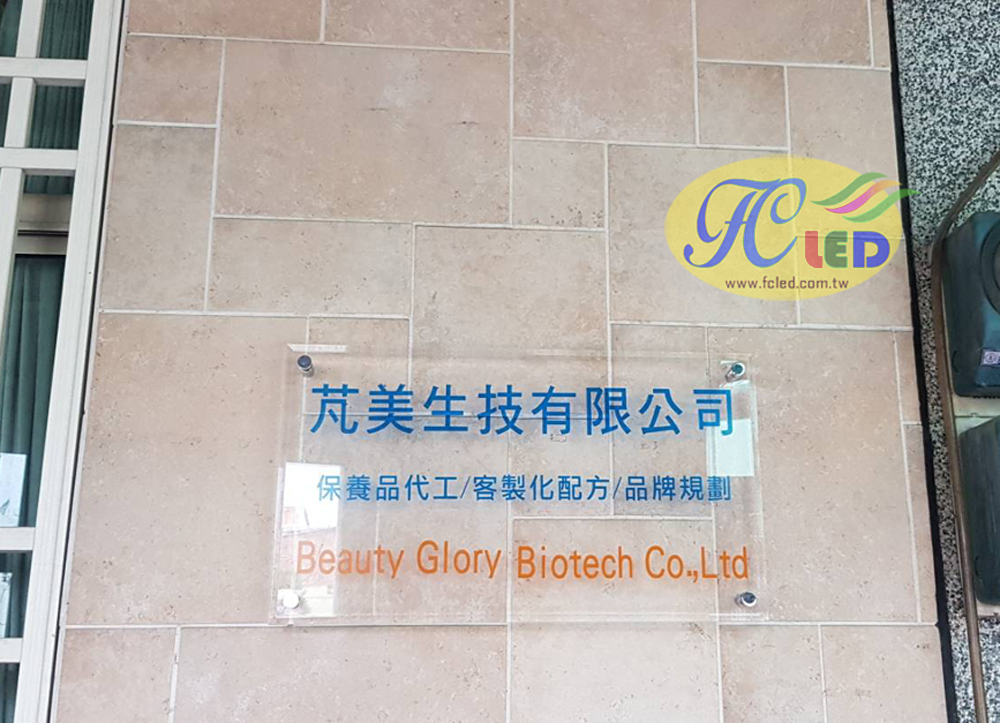 FC LED
www.fcled.com.tw
芃美生技有限公司
保養品代工/客製化配方/品牌規劃
Beauty Glory Biotech Co.,Ltd